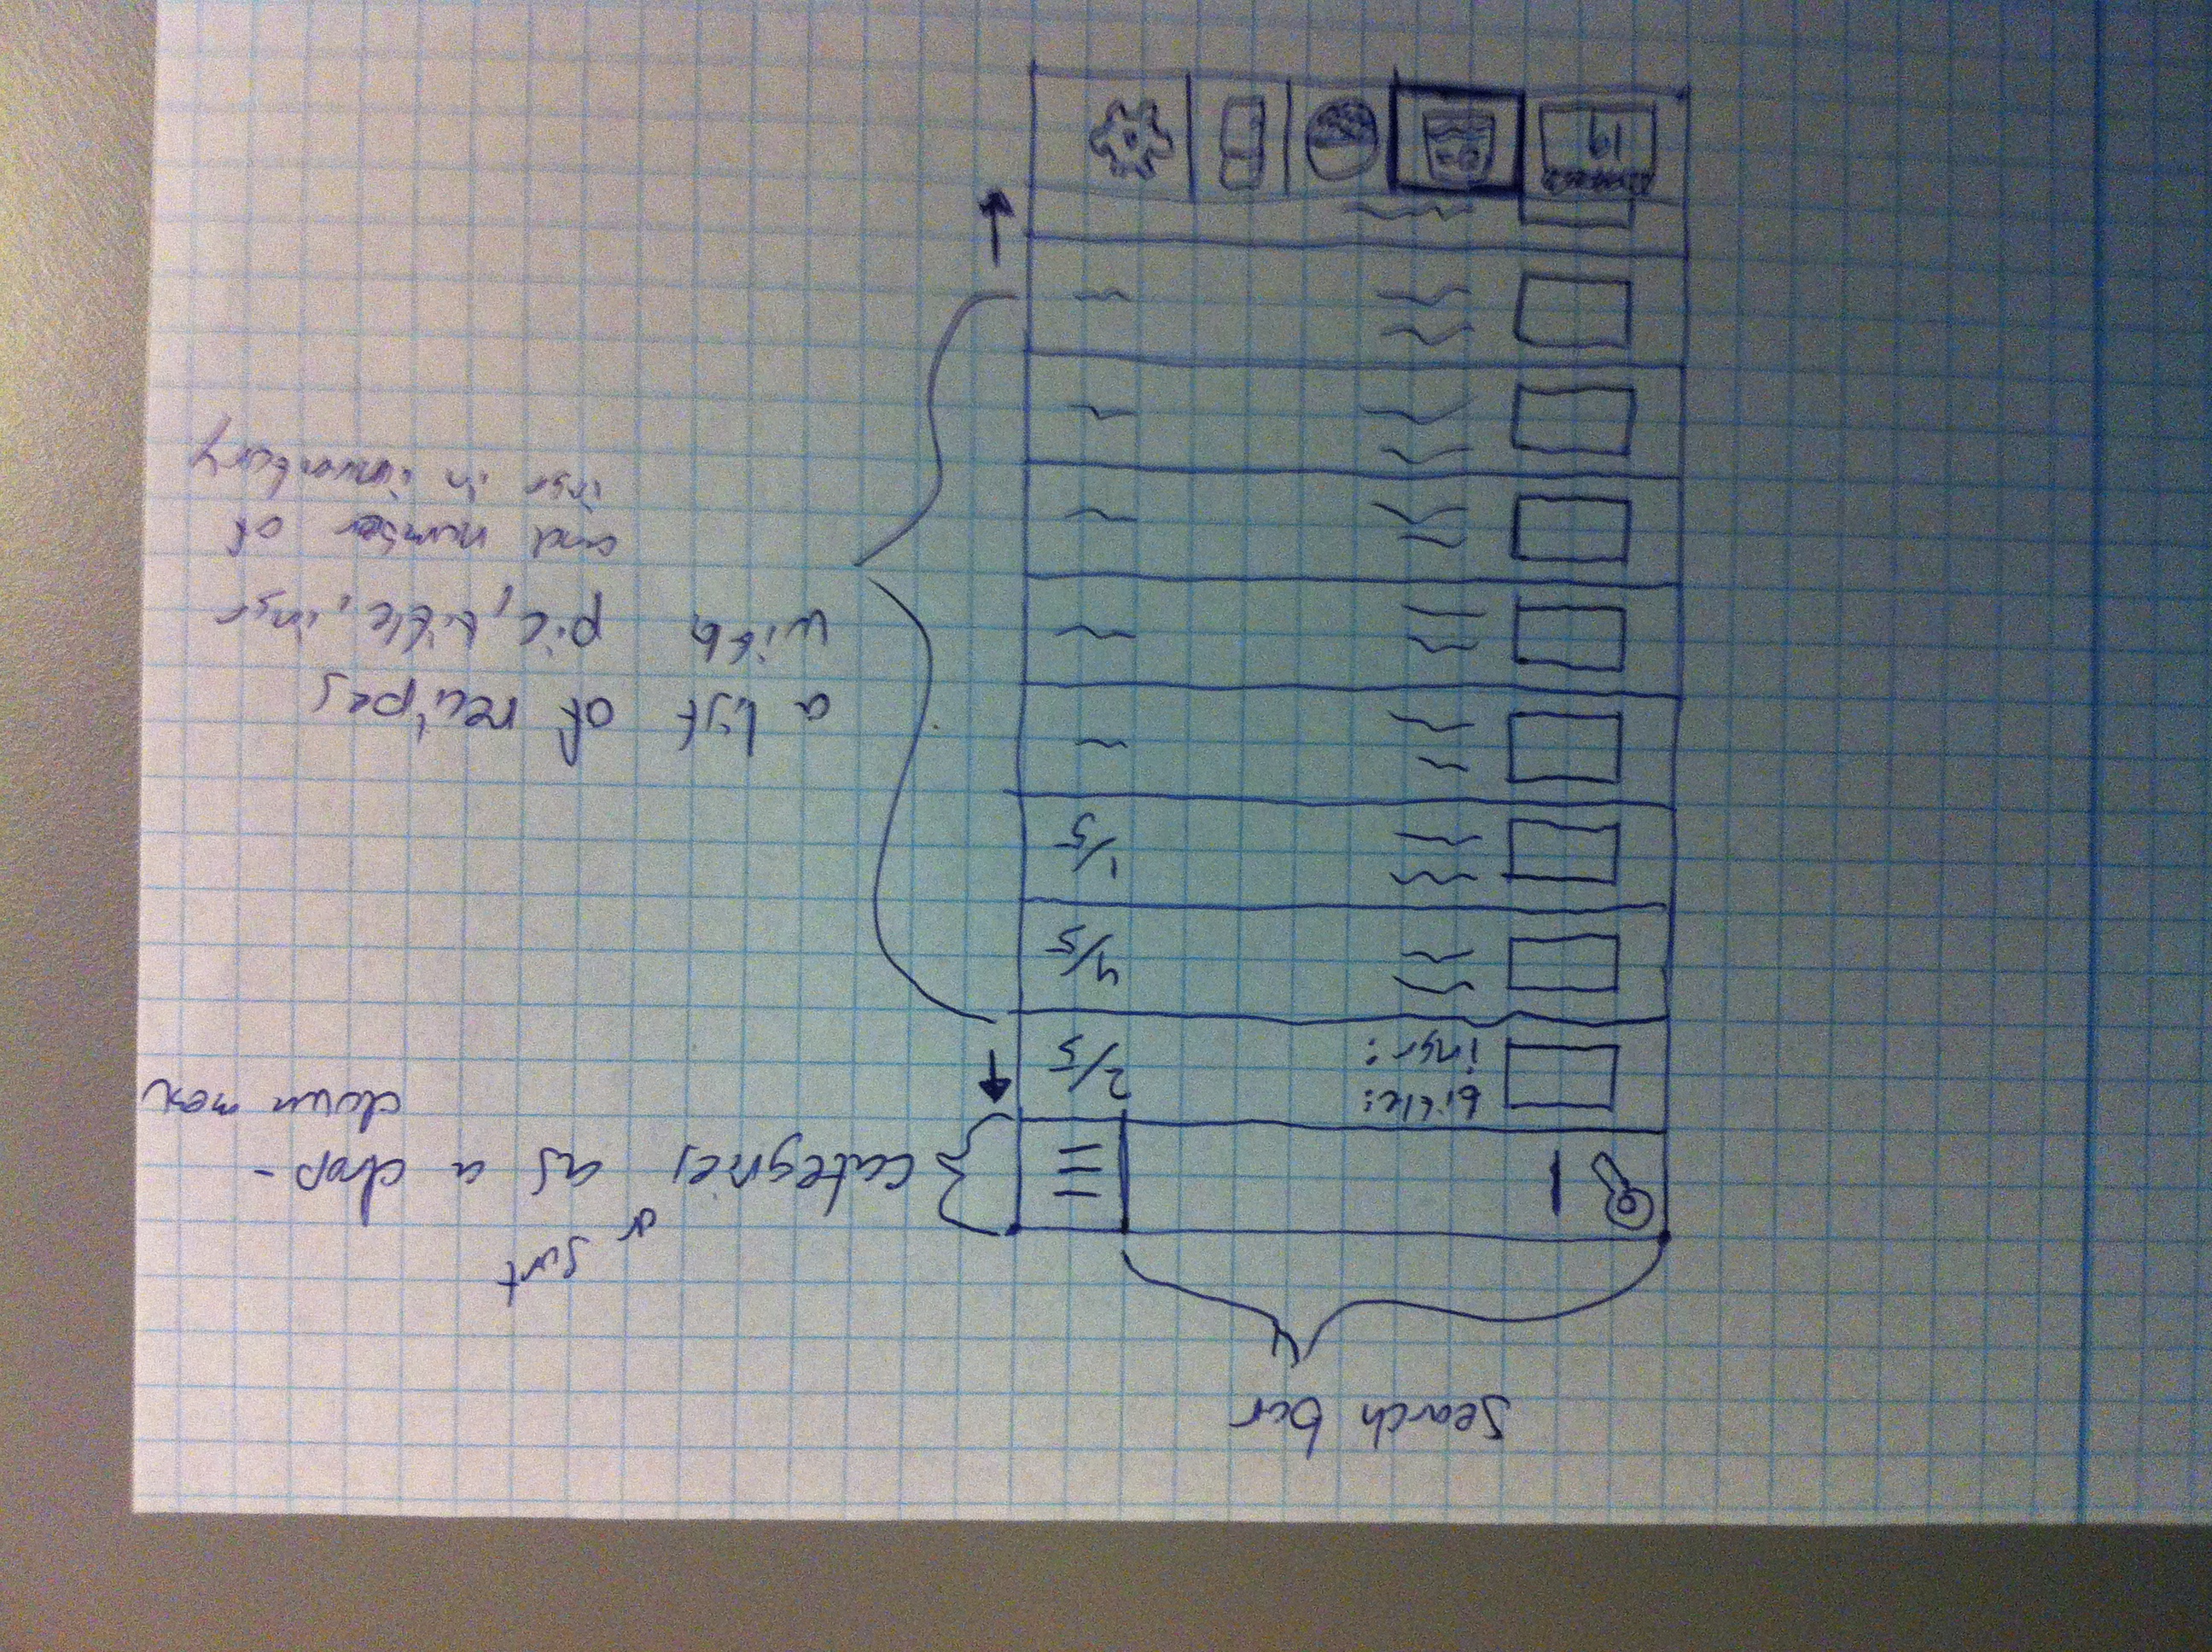 Search bar
or Sort
categories as a drop-
down menu
title:
ingr:
2/5
4/5
1/5
a list of recipes
with pic, title, ingr
and number of
ingr in inventory
19